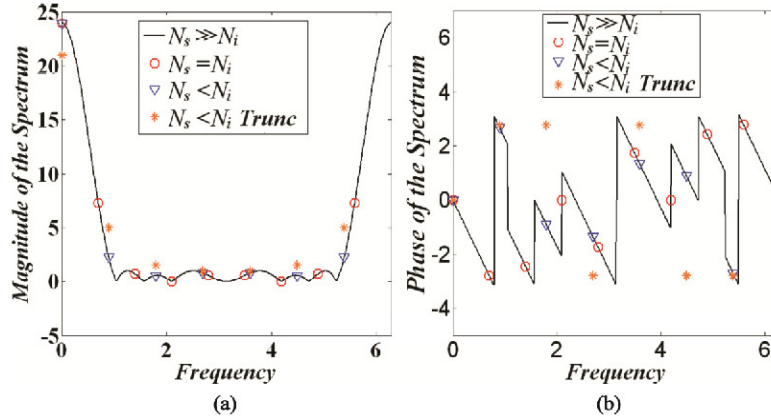 25
20
15
10
5
0
-5
0
2
4
6
Magnitude of the Spectrum
Frequency
Ns≫Ni
Ns=Ni
Ns<Ni
Ns<Ni Trunc
(a)
4
2
0
-2
-4
0
2
4
6
Phase of the Spectrum
Frequency
Ns≫Ni
Ns=Ni
Ns<Ni
Ns<Ni Trunc
(b)